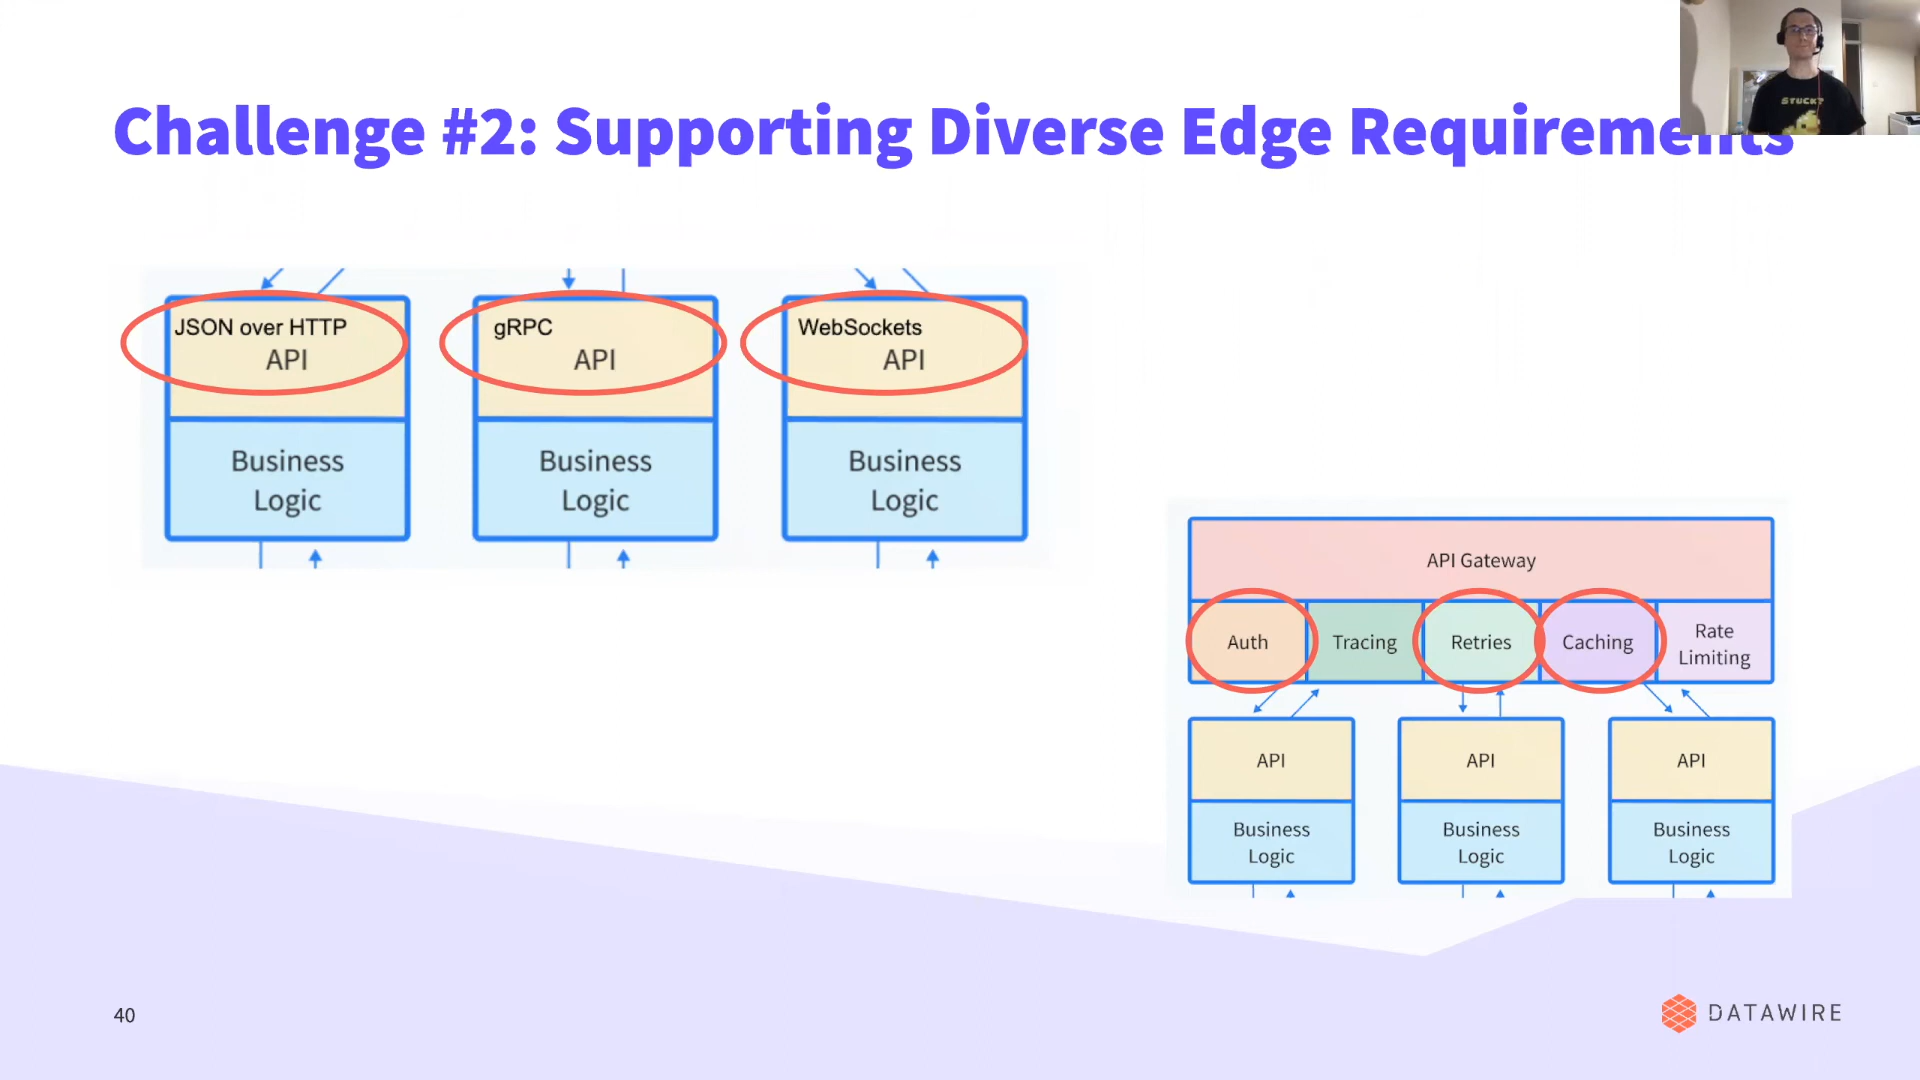 Challenge #2: Supporting Diverse Edge Requirements
STUCK?
JSON over HTTP
API
gRPC
API
WebSockets
API
Business
Logic
Business
Logic
Business
Logic
API Gateway
Auth
Tracing
Retries
Caching
Rate
Limiting
API
API
API
Business
Logic
Business
Logic
Business
Logic
40
DATAWIRE